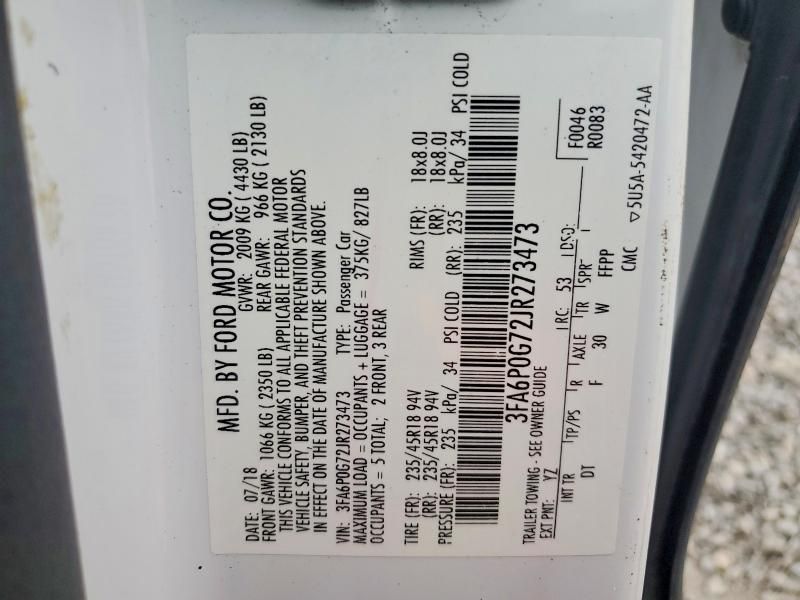 MFD. BY FORD MOTOR CO.
DATE: 07/18 GVWR: 2009 KG ( 4430 LB)
FRONT GAWR: 1066 KG ( 2350 LB) REAR GAWR: 966 KG ( 2130 LB)
THIS VEHICLE CONFORMS TO ALL APPLICABLE FEDERAL MOTOR
VEHICLE SAFETY, BUMPER, AND THEFT PREVENTION STANDARDS
IN EFFECT ON THE DATE OF MANUFACTURE SHOWN ABOVE.
VIN: 3FA6P0G72JR273473 TYPE: Passenger Car
MAXIMUM LOAD = OCCUPANTS + LUGGAGE = 375KG/ 827LB
OCCUPANTS = 5 TOTAL; 2 FRONT, 3 REAR
TIRE (FR): 235/45R18 94V RIMS (FR): 18x8.0J
TIRE (RR): 235/45R18 94V (RR): 18x8.0J
PRESSURE (FR): 235 kPa/ 34 PSI COLD (RR): 235 kPa/ 34 PSI COLD
3FA6P0G72JR273473
TRAILER TOWING - SEE OWNER GUIDE
EXT PNT: YZ RC: 53 DSO: F0046
R0083
INT TR TP/PS R AXLE TR SPR
DT F 30 W FFPP
CMC ▽5U5A-5420472-AA